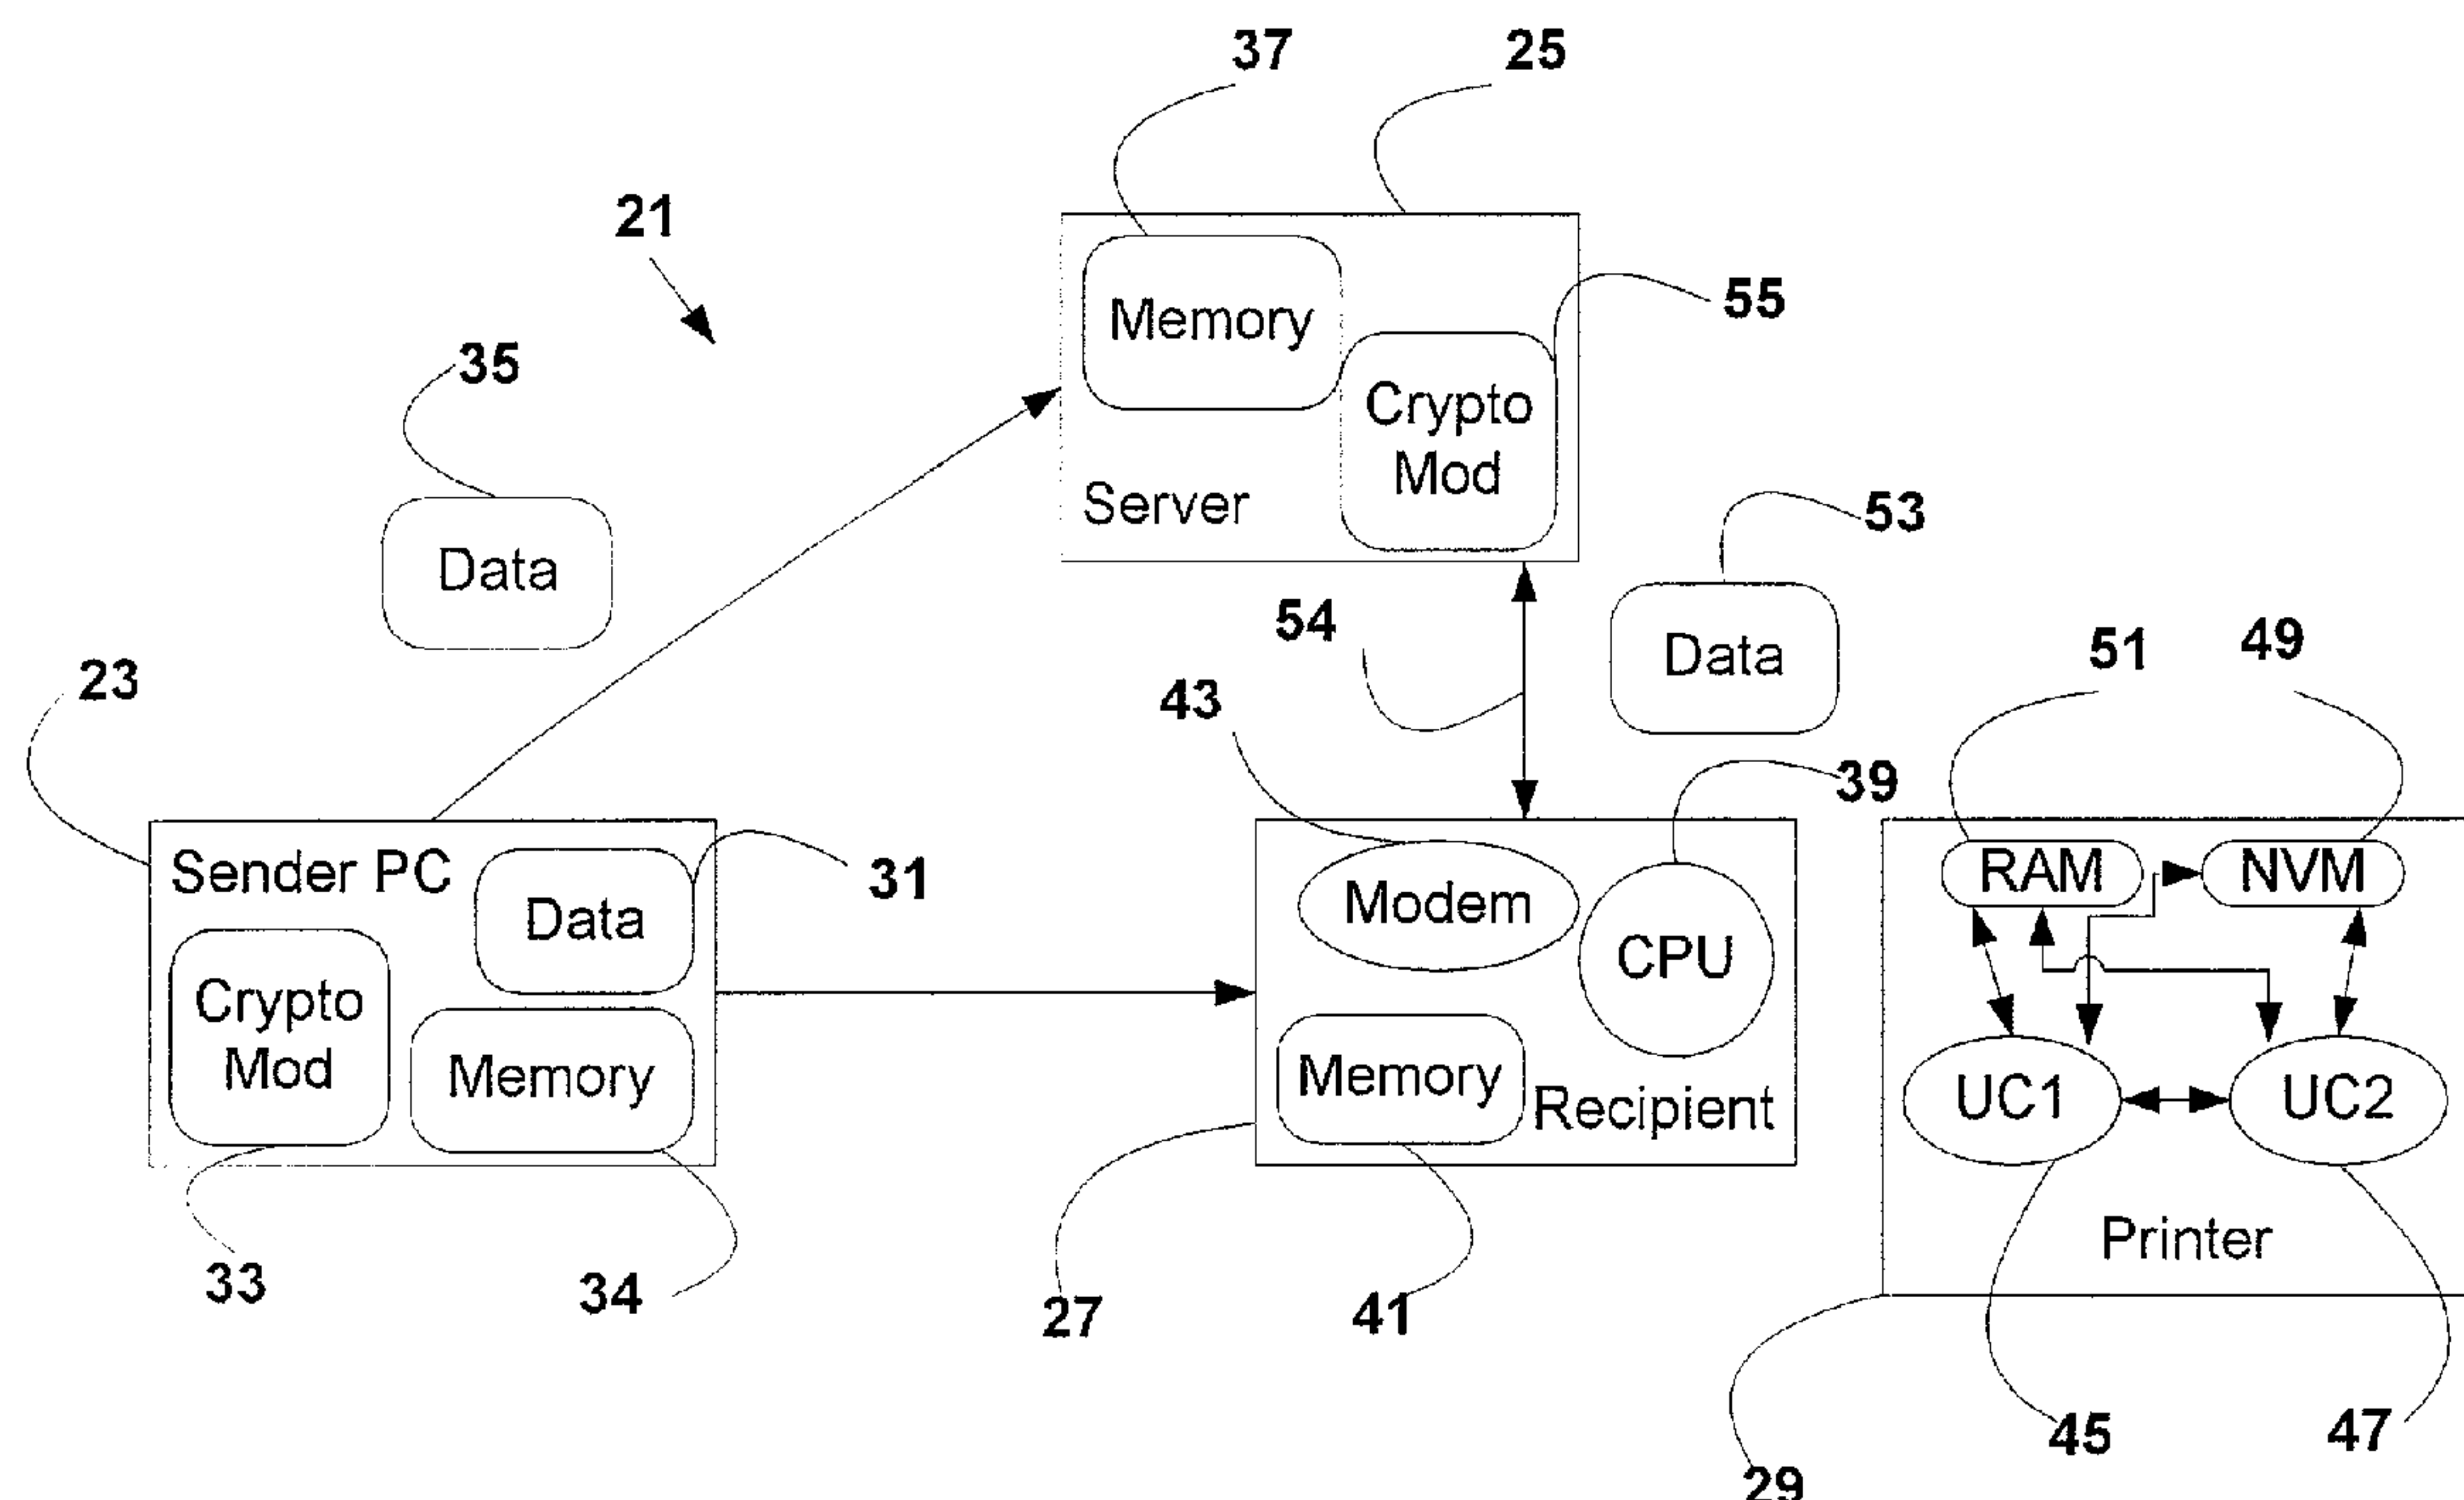 37
25
21
55
35
Memory
Crypto
Mod
Server
Data
53
54
Data
51
49
23
43
39
Sender PC
31
Data
Crypto
Mod
Memory
Modem
CPU
Memory
Recipient
RAM
NVM
UC1
UC2
Printer
33
34
27
41
45
47
29